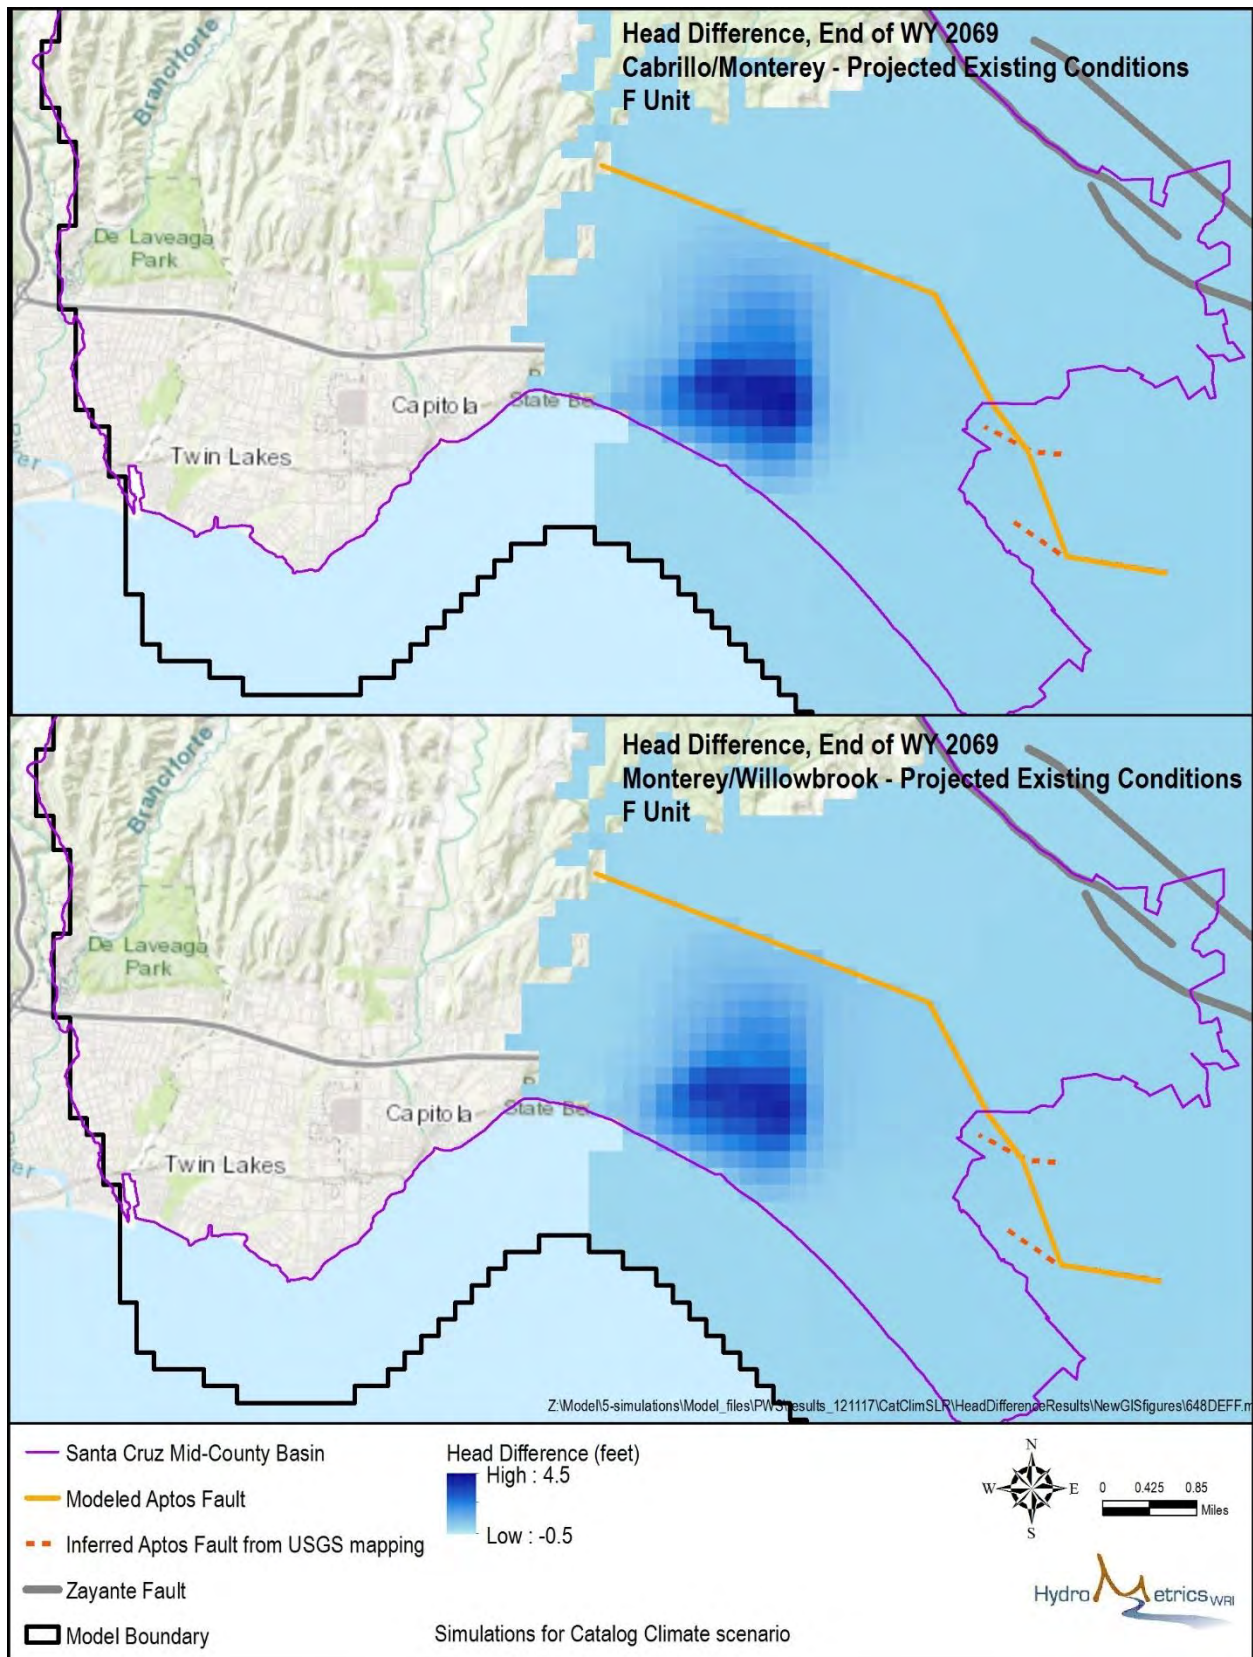 Head Difference, End of WY 2069
Cabrillo/Monterey - Projected Existing Conditions
F Unit
Branciforte
De Laveaga
Park
Capitola
State Be
Twin Lakes
er
Head Difference, End of WY 2069
Monterey/Willowbrook - Projected Existing Conditions
F Unit
Branciforte
De Laveaga
Park
Capitola
State Be
Twin Lakes
er
Z:\Model\5-simulations\Model_files\PWS\results_121117\CatClimSLR\HeadDifferenceResults\NewGISfigures\648DEFF.m
Santa Cruz Mid-County Basin
Modeled Aptos Fault
Inferred Aptos Fault from USGS mapping
Zayante Fault
Model Boundary
Head Difference (feet)
High : 4.5
Low : -0.5
Simulations for Catalog Climate scenario
N
W E
S
0 0.425 0.85
Miles
HydroMetrics WRI